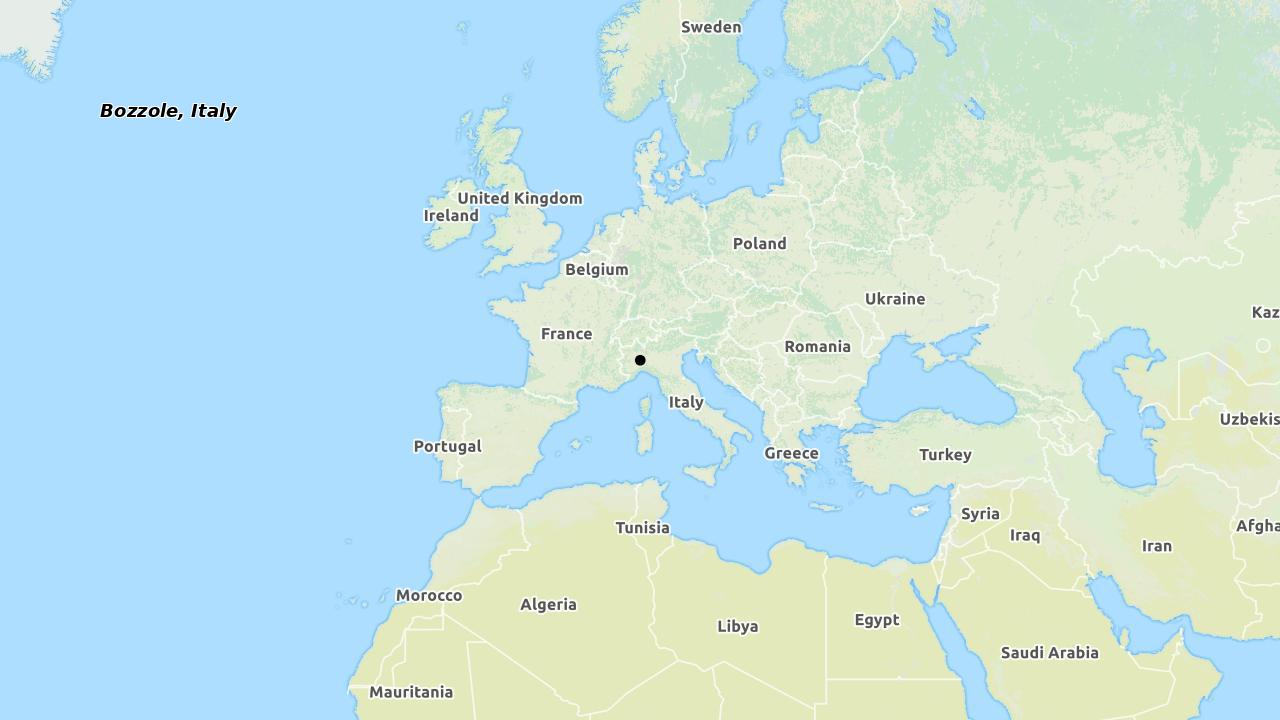 Sweden
Bozzole, Italy
United Kingdom
Ireland
Poland
Belgium
Ukraine
Kaz
France
Romania
Italy
Uzbekis
Portugal
Greece
Turkey
Syria
Tunisia
Iraq
Afgha
Iran
Morocco
Algeria
Libya
Egypt
Saudi Arabia
Mauritania